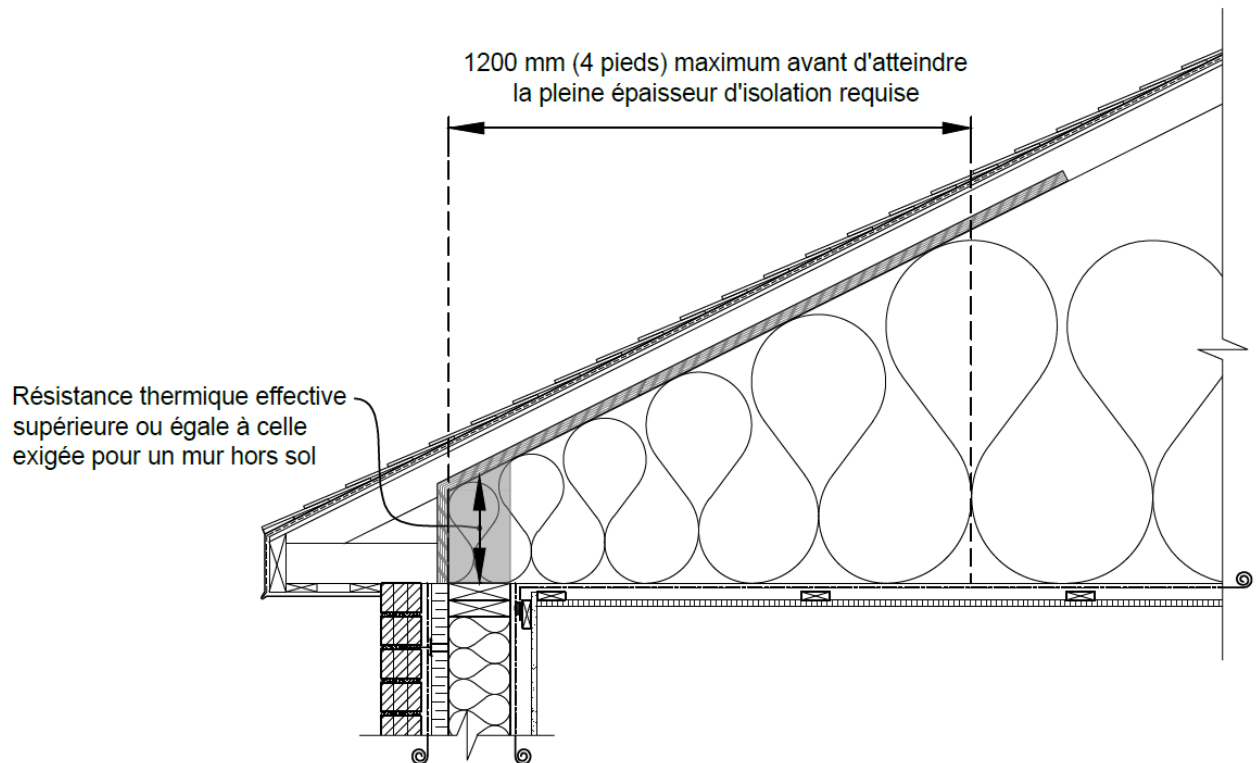 1200 mm (4 pieds) maximum avant d'atteindre
la pleine épaisseur d'isolation requise
Résistance thermique effective
supérieure ou égale à celle
exigée pour un mur hors sol